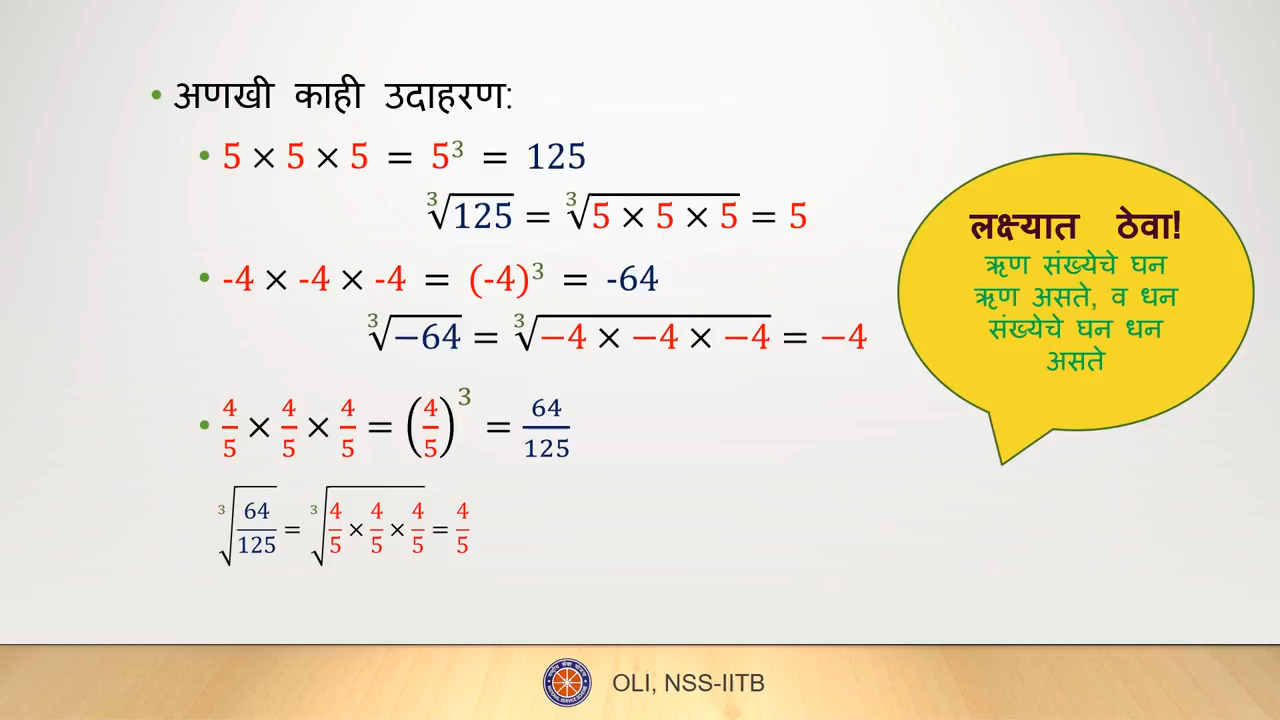 • अणखी काही उदाहरण:
• 5 × 5 × 5 = 5³ = 125
∛125 = ∛(5 × 5 × 5) = 5
• -4 × -4 × -4 = (-4)³ = -64
∛−64 = ∛(−4 × −4 × −4) = −4
• 4/5 × 4/5 × 4/5 = (4/5)³ = 64/125
∛(64/125) = ∛(4/5 × 4/5 × 4/5) = 4/5
लक्ष्यात ठेवा!
ऋण संख्येचे घन
ऋण असते, व धन
संख्येचे घन धन
असते
OLI, NSS-IITB